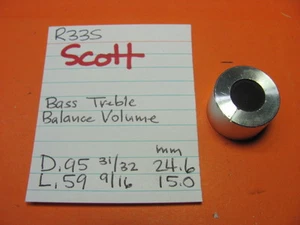 R335
Scott
Bass Treble
Balance Volume
mm
D.95 31/32 24.6
L.59 9/16 15.0